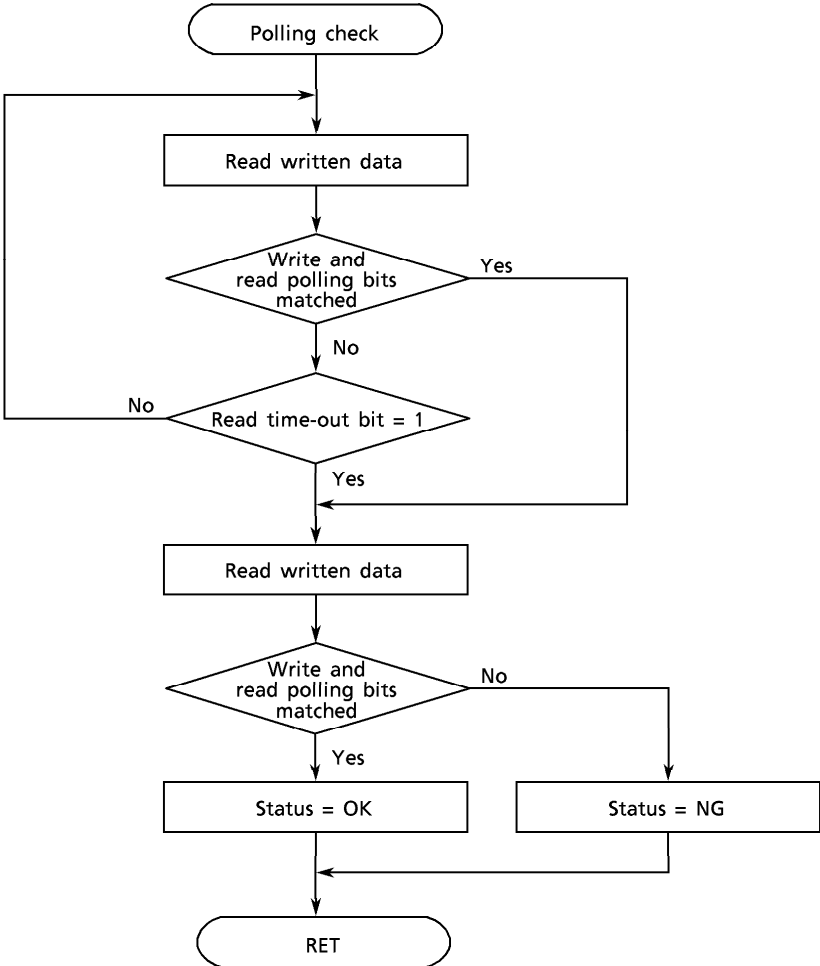 Polling check
Read written data
Write and
read polling bits
matched
Yes
No
No
Read time-out bit = 1
Yes
Read written data
Write and
read polling bits
matched
No
Yes
Status = OK
Status = NG
RET